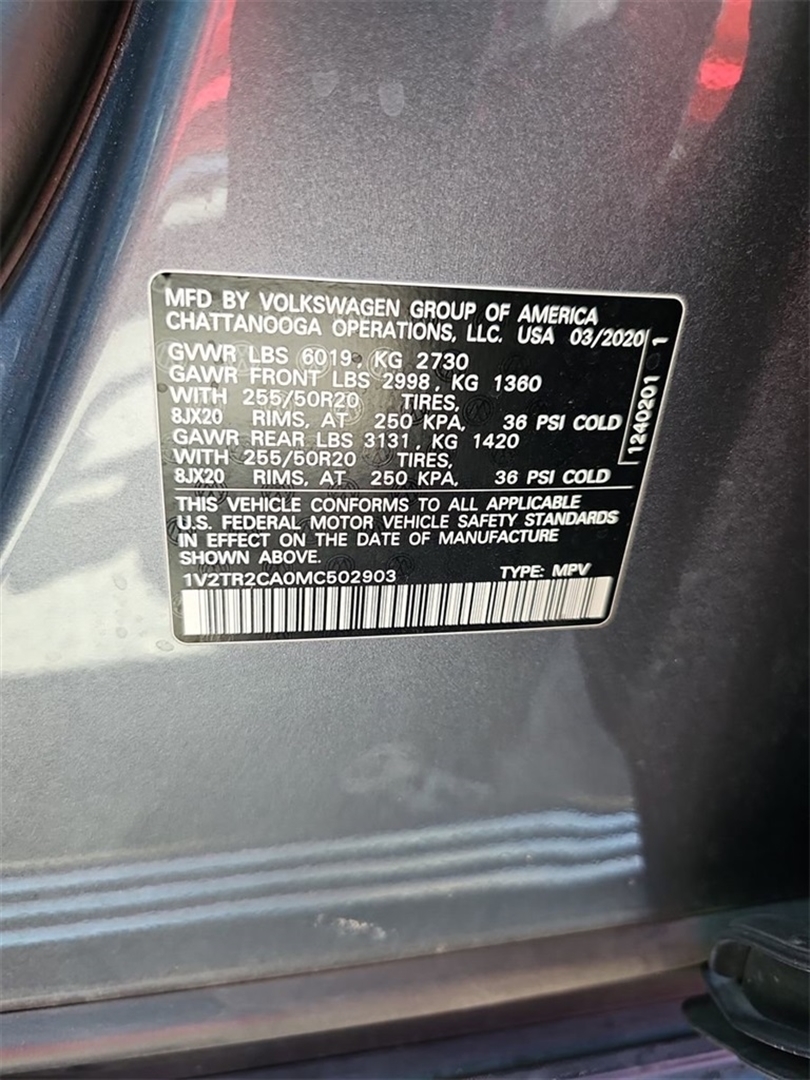 MFD BY VOLKSWAGEN GROUP OF AMERICA
CHATTANOOGA OPERATIONS, LLC. USA 03/2020
GVWR LBS 6019, KG 2730
GAWR FRONT LBS 2998, KG 1360
WITH 255/50R20 TIRES,
8JX20 RIMS, AT 250 KPA, 36 PSI COLD
GAWR REAR LBS 3131, KG 1420
WITH 255/50R20 TIRES,
8JX20 RIMS, AT 250 KPA, 36 PSI COLD
1240201 1
THIS VEHICLE CONFORMS TO ALL APPLICABLE
U.S. FEDERAL MOTOR VEHICLE SAFETY STANDARDS
IN EFFECT ON THE DATE OF MANUFACTURE
SHOWN ABOVE.
1V2TR2CA0MC502903 TYPE: MPV